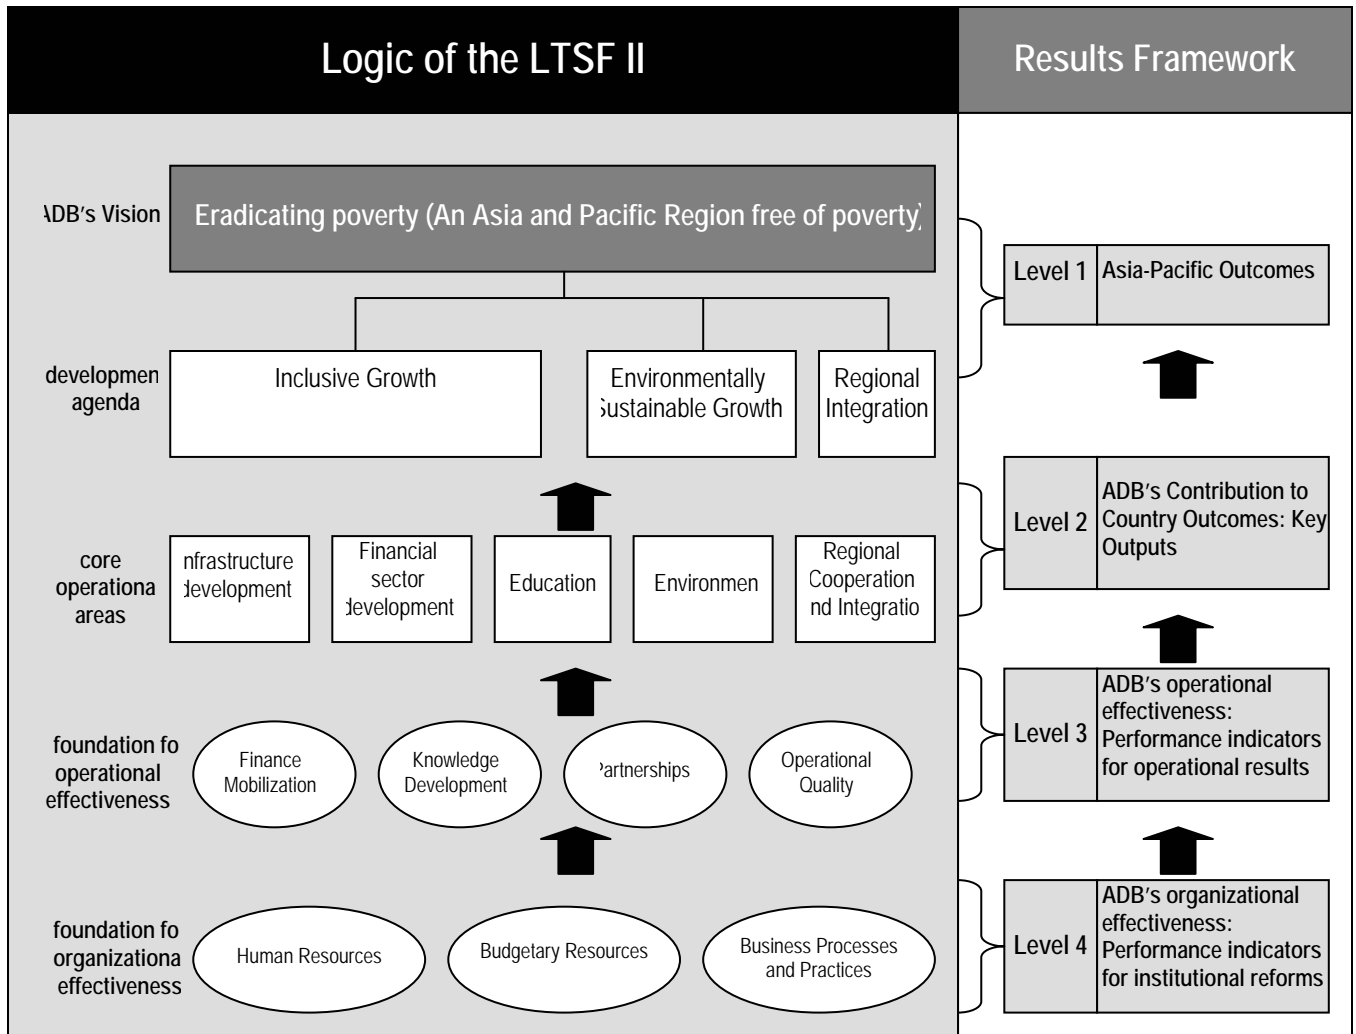 Logic of the LTSF II
Results Framework
ADB's Vision
Eradicating poverty (An Asia and Pacific Region free of poverty)
Level 1
Asia-Pacific Outcomes
developmen
agenda
Inclusive Growth
Environmentally
Sustainable Growth
Regional
Integration
Level 2
ADB's Contribution to
Country Outcomes: Key
Outputs
core
operationa
areas
nfrastructure
development
Financial
sector
development
Education
Environmen
Regional
Cooperation
nd Integratio
Level 3
ADB's operational
effectiveness:
Performance indicators
for operational results
foundation fo
operational
effectiveness
Finance
Mobilization
Knowledge
Development
Partnerships
Operational
Quality
Level 4
ADB's organizational
effectiveness:
Performance indicators
for institutional reforms
foundation fo
organizationa
effectiveness
Human Resources
Budgetary Resources
Business Processes
and Practices